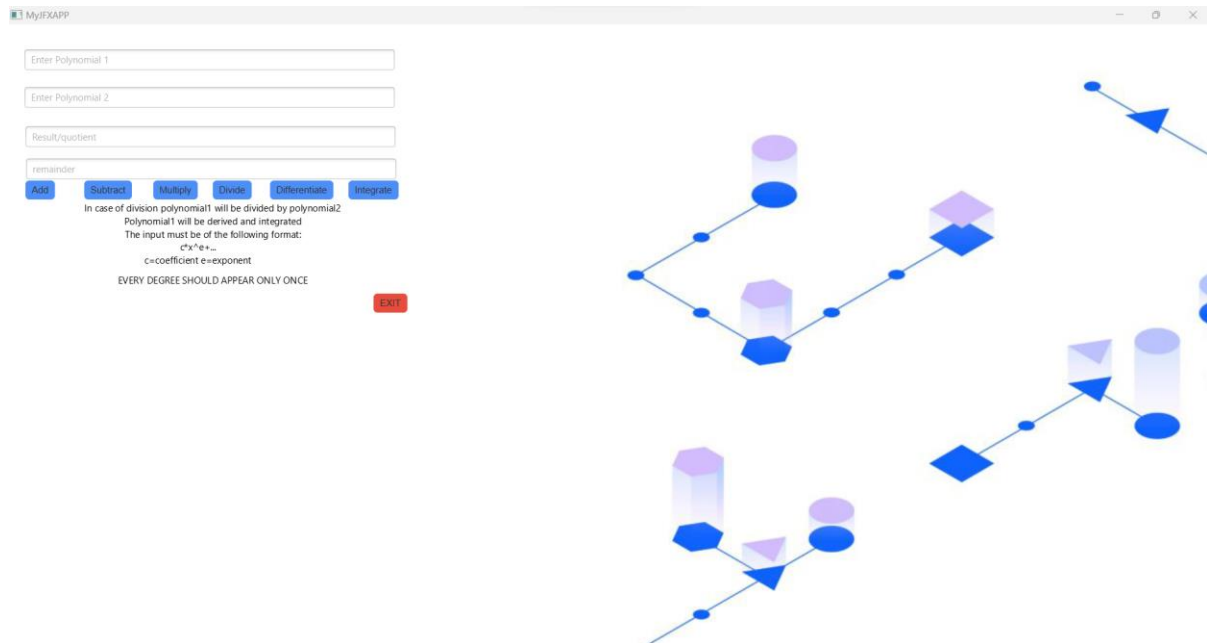 MyJFXAPP
Enter Polynomial 1
Enter Polynomial 2
Result/quotient
remainder
Add Subtract Multiply Divide Differentiate Integrate
In case of division polynomial1 will be divided by polynomial2
Polynomial1 will be derived and integrated
The input must be of the following format:
c*x^e+...
c=coefficient e=exponent
EVERY DEGREE SHOULD APPEAR ONLY ONCE
EXIT